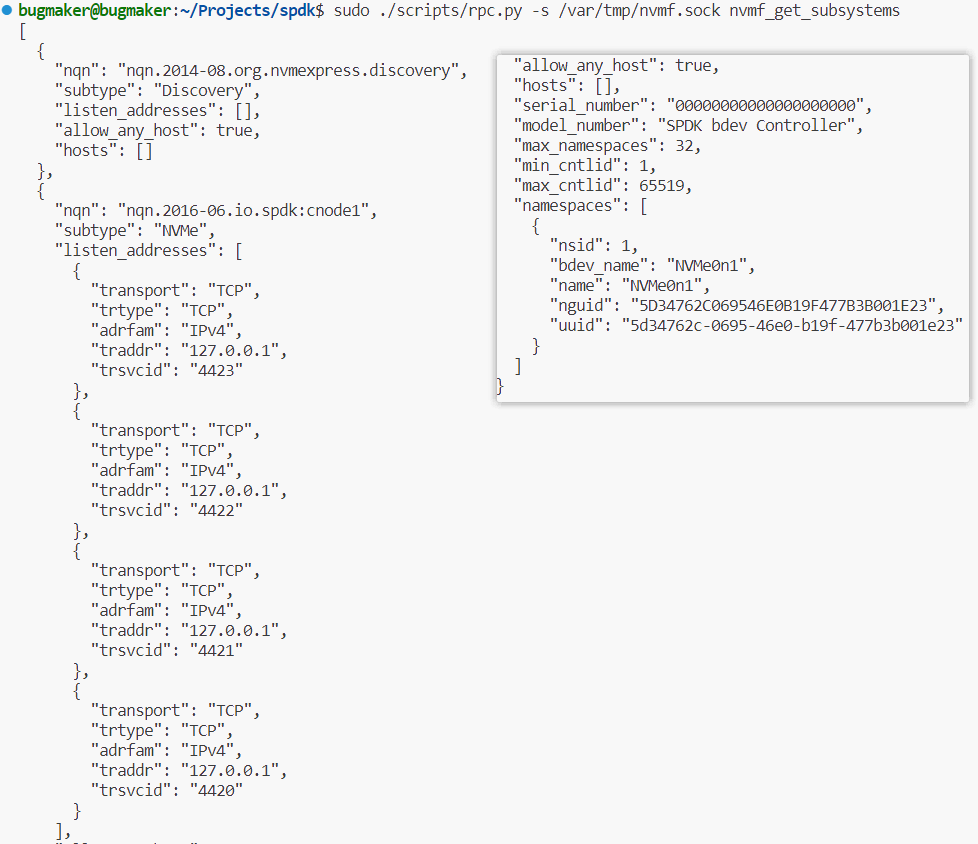 bugmaker@bugmaker:~/Projects/spdk$ sudo ./scripts/rpc.py -s /var/tmp/nvmf.sock nvmf_get_subsystems
[
  {
    "nqn": "nqn.2014-08.org.nvmexpress.discovery",
    "subtype": "Discovery",
    "listen_addresses": [],
    "allow_any_host": true,
    "hosts": []
  },
  {
    "nqn": "nqn.2016-06.io.spdk:cnode1",
    "subtype": "NVMe",
    "listen_addresses": [
      {
        "transport": "TCP",
        "trtype": "TCP",
        "adrfam": "IPv4",
        "traddr": "127.0.0.1",
        "trsvcid": "4423"
      },
      {
        "transport": "TCP",
        "trtype": "TCP",
        "adrfam": "IPv4",
        "traddr": "127.0.0.1",
        "trsvcid": "4422"
      },
      {
        "transport": "TCP",
        "trtype": "TCP",
        "adrfam": "IPv4",
        "traddr": "127.0.0.1",
        "trsvcid": "4421"
      },
      {
        "transport": "TCP",
        "trtype": "TCP",
        "adrfam": "IPv4",
        "traddr": "127.0.0.1",
        "trsvcid": "4420"
      }
    ],
    "allow_any_host": true,
    "hosts": [],
    "serial_number": "00000000000000000000",
    "model_number": "SPDK bdev Controller",
    "max_namespaces": 32,
    "min_cntlid": 1,
    "max_cntlid": 65519,
    "namespaces": [
      {
        "nsid": 1,
        "bdev_name": "NVMe0n1",
        "name": "NVMe0n1",
        "nguid": "5D34762C069546E0B19F477B3B001E23",
        "uuid": "5d34762c-0695-46e0-b19f-477b3b001e23"
      }
    ]
}